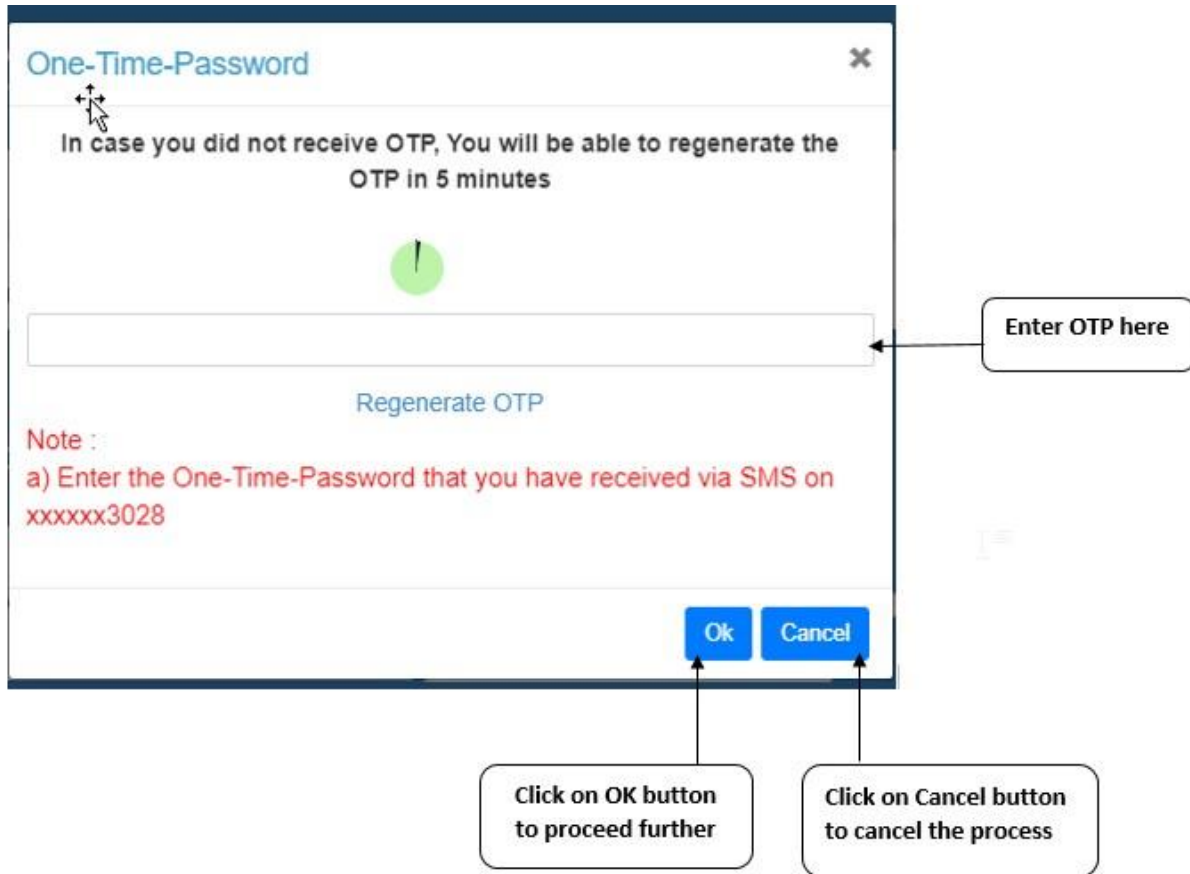 One-Time-Password
In case you did not receive OTP, You will be able to regenerate the
OTP in 5 minutes
Enter OTP here
Regenerate OTP
Note :
a) Enter the One-Time-Password that you have received via SMS on
xxxxxx3028
Ok
Cancel
Click on OK button
to proceed further
Click on Cancel button
to cancel the process